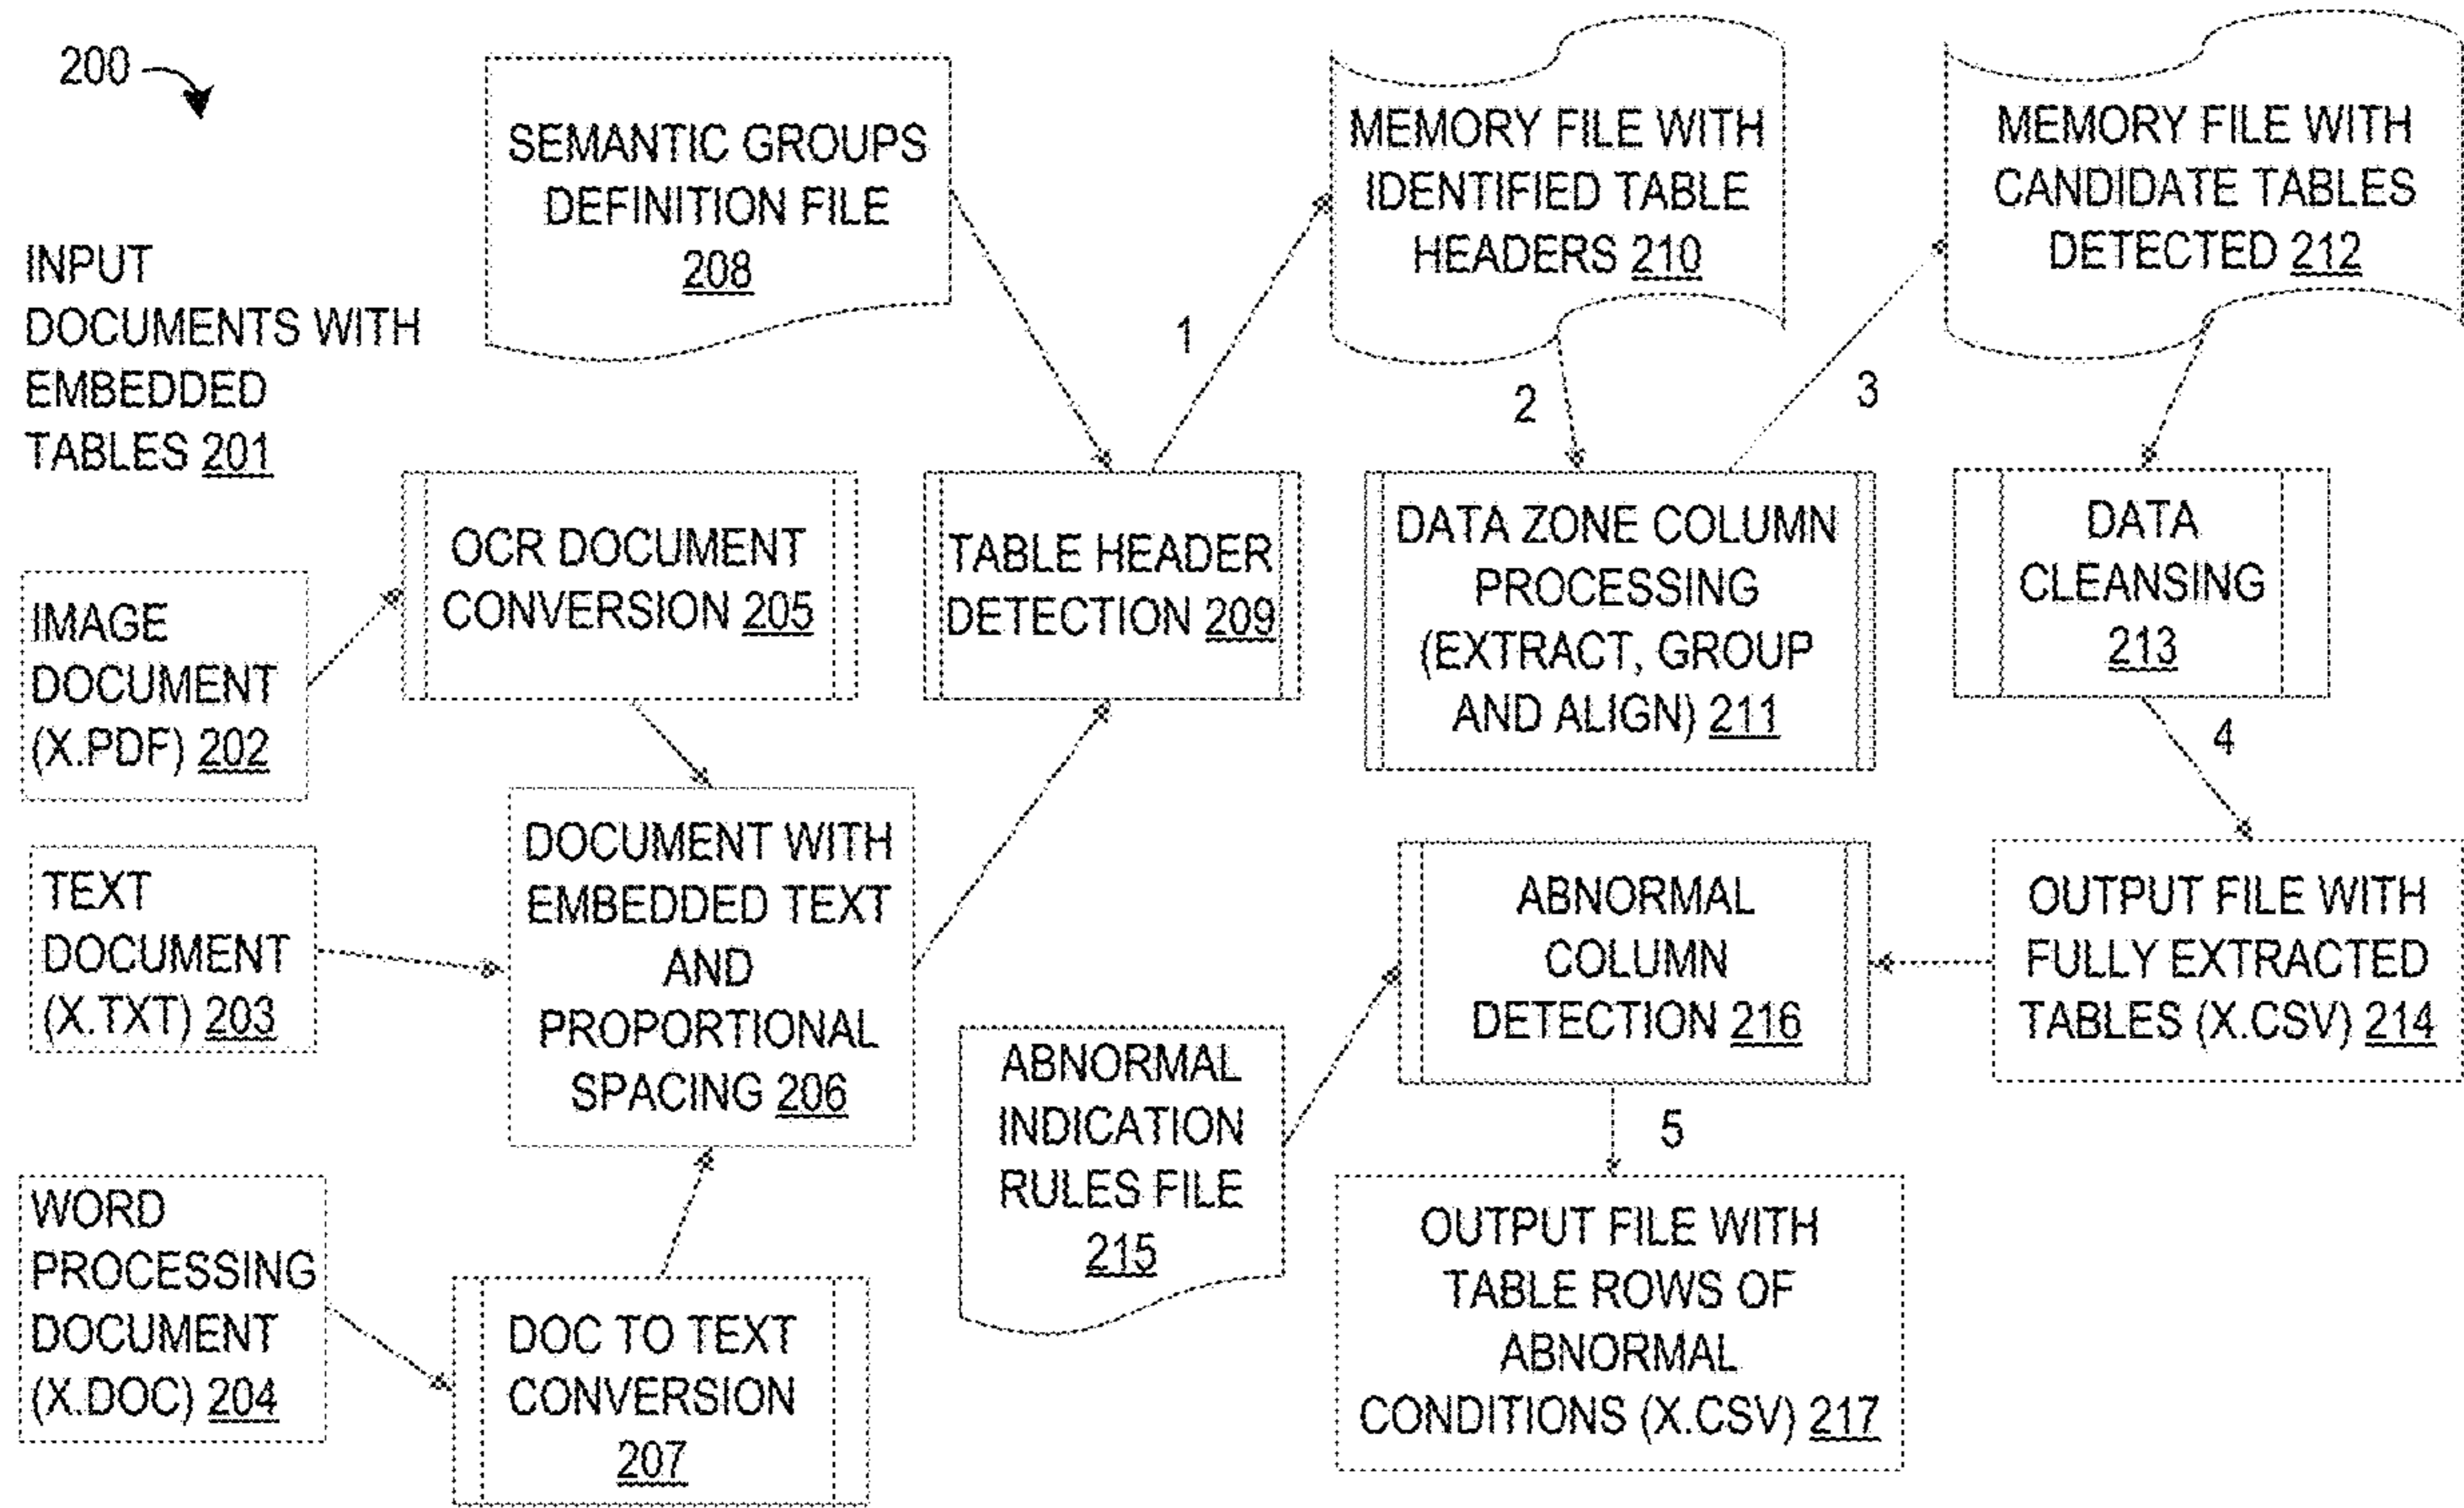 200
INPUT
DOCUMENTS WITH
EMBEDDED
TABLES 201
IMAGE
DOCUMENT
(X.PDF) 202
TEXT
DOCUMENT
(X.TXT) 203
WORD
PROCESSING
DOCUMENT
(X.DOC) 204
SEMANTIC GROUPS
DEFINITION FILE
208
OCR DOCUMENT
CONVERSION 205
DOCUMENT WITH
EMBEDDED TEXT
AND
PROPORTIONAL
SPACING 206
DOC TO TEXT
CONVERSION
207
TABLE HEADER
DETECTION 209
1
MEMORY FILE WITH
IDENTIFIED TABLE
HEADERS 210
2
DATA ZONE COLUMN
PROCESSING
(EXTRACT, GROUP
AND ALIGN) 211
3
MEMORY FILE WITH
CANDIDATE TABLES
DETECTED 212
DATA
CLEANSING
213
4
OUTPUT FILE WITH
FULLY EXTRACTED
TABLES (X.CSV) 214
ABNORMAL
INDICATION
RULES FILE
215
ABNORMAL
COLUMN
DETECTION 216
5
OUTPUT FILE WITH
TABLE ROWS OF
ABNORMAL
CONDITIONS (X.CSV) 217